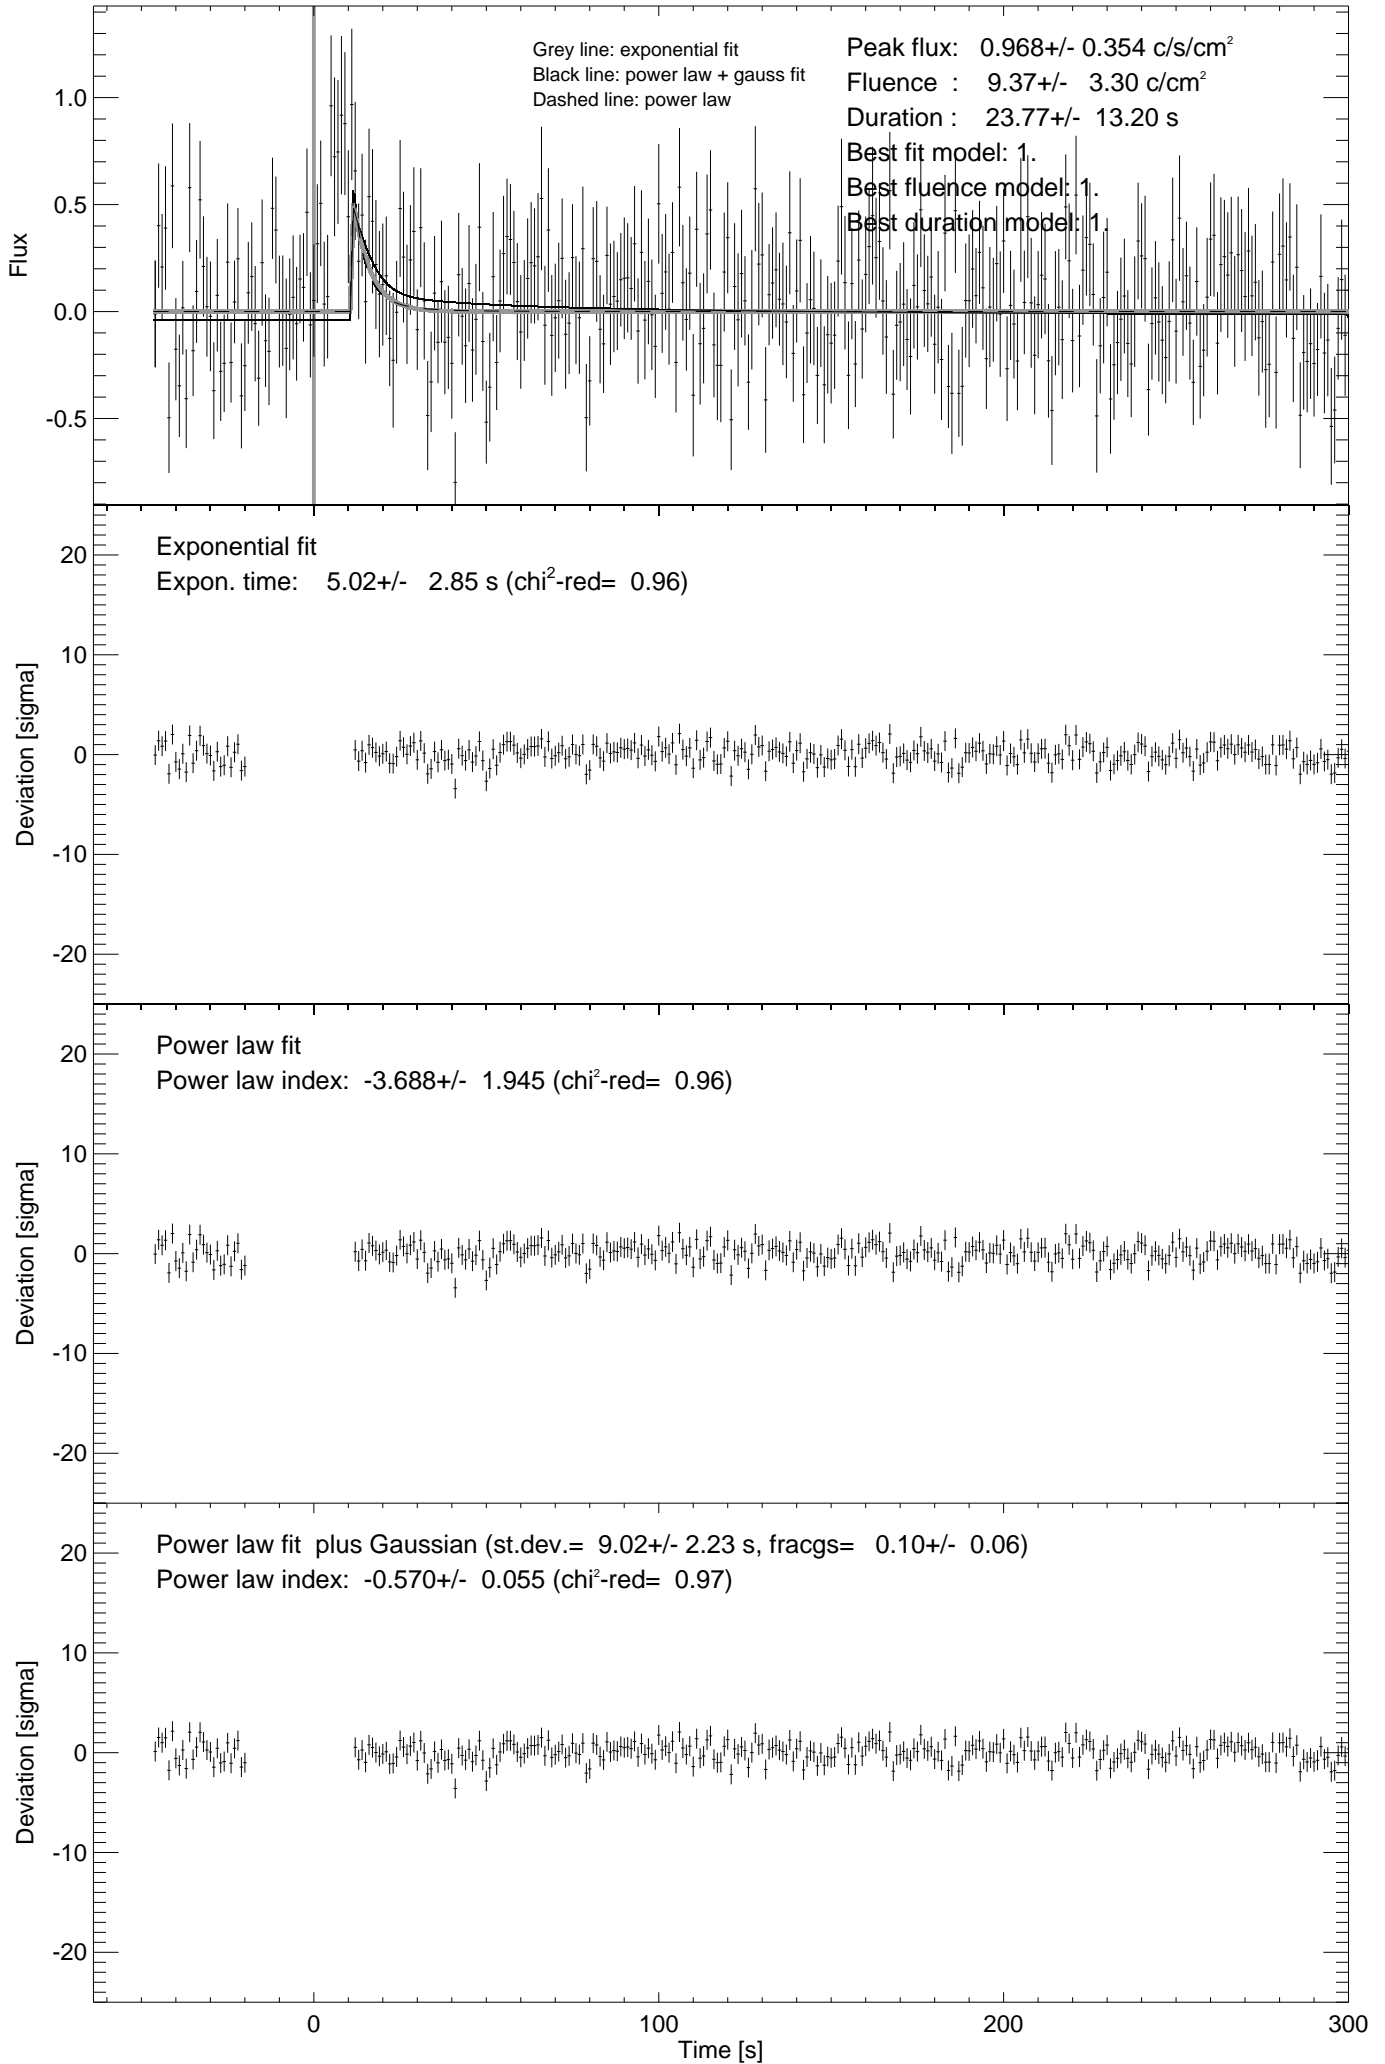 Grey line: exponential fit
Black line: power law + gauss fit
Dashed line: power law
Peak flux: 0.968+/- 0.354 c/s/cm²
Fluence : 9.37+/- 3.30 c/cm²
Duration : 23.77+/- 13.20 s
Best fit model: 1.
Best fluence model: 1.
Best duration model: 1.
1.0
0.5
0.0
-0.5
Flux
Exponential fit
Expon. time: 5.02+/- 2.85 s (chi²-red= 0.96)
20
10
0
-10
-20
Deviation [sigma]
Power law fit
Power law index: -3.688+/- 1.945 (chi²-red= 0.96)
20
10
0
-10
-20
Deviation [sigma]
Power law fit plus Gaussian (st.dev.= 9.02+/- 2.23 s, fracgs= 0.10+/- 0.06)
Power law index: -0.570+/- 0.055 (chi²-red= 0.97)
20
10
0
-10
-20
Deviation [sigma]
0 100 200 300
Time [s]